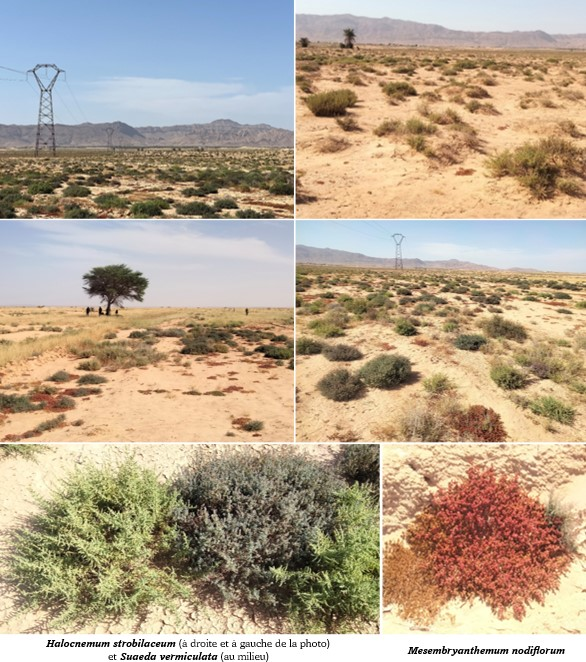 Halocnemum strobilaceum (à droite et à gauche de la photo)
et Suaeda vermiculata (au milieu)
Mesembryanthemum nodiflorum